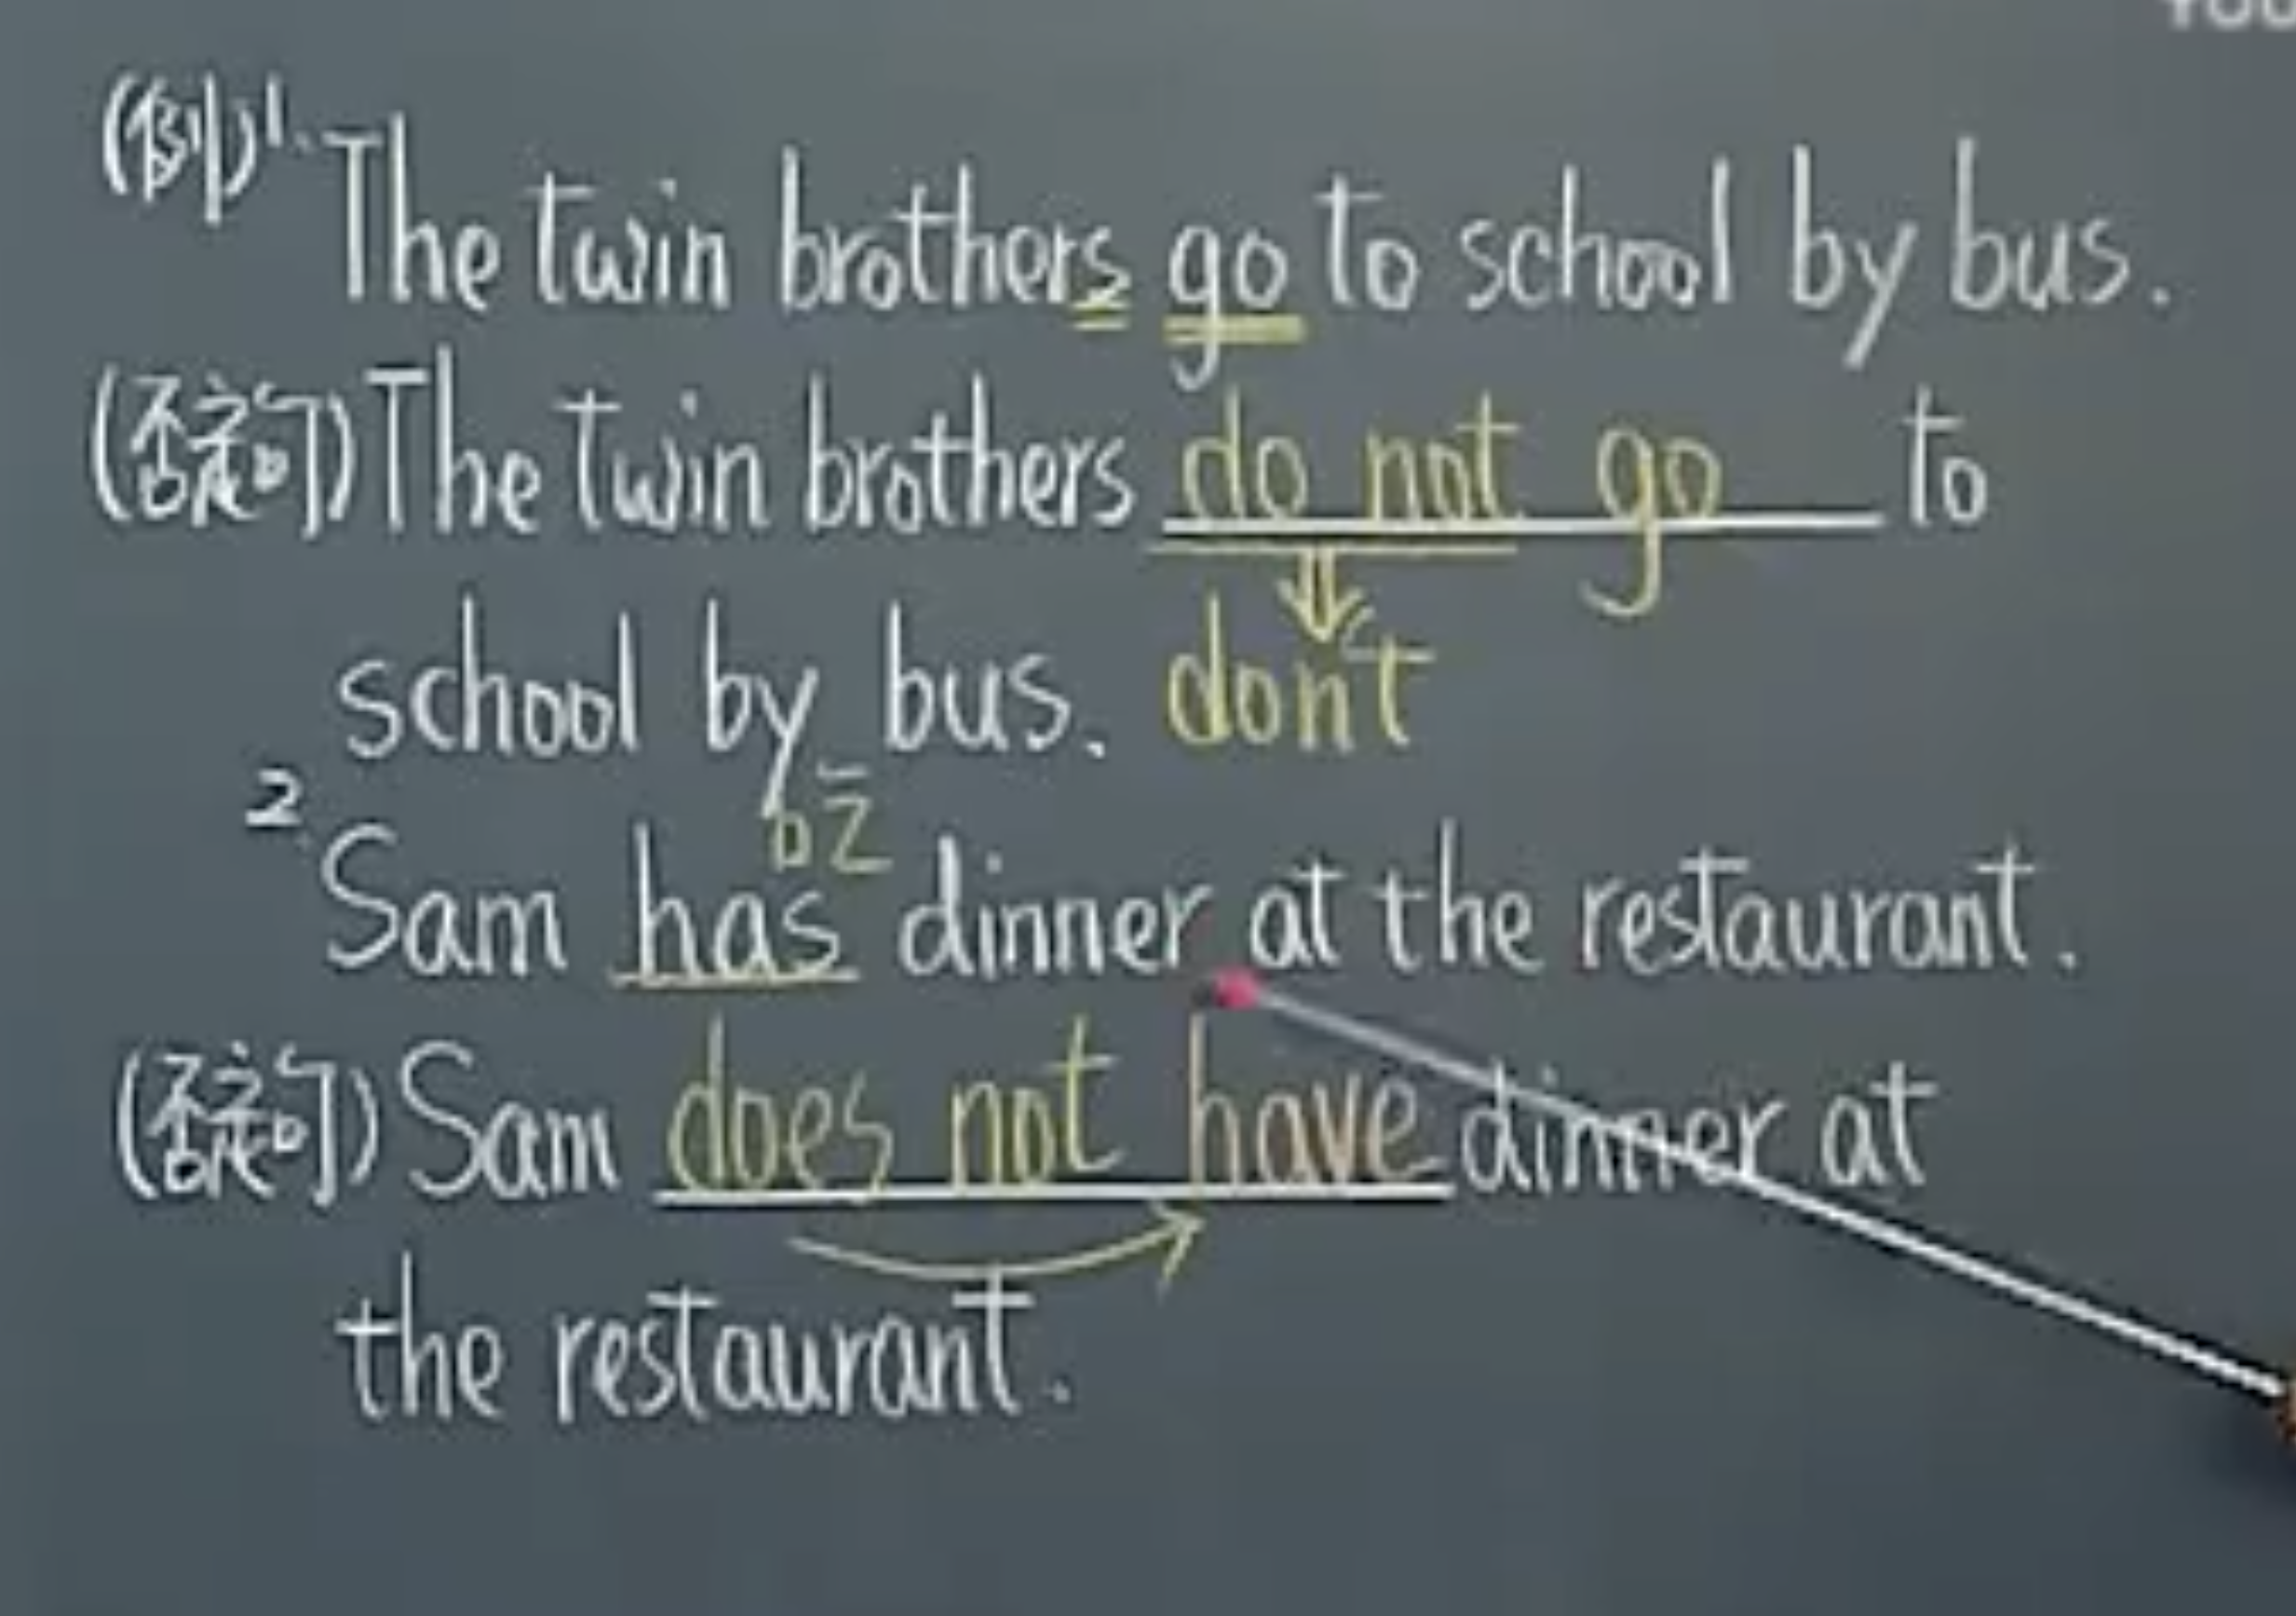 (例)1. The twin brothers go to school by bus.
(否定句) The twin brothers do not go to
school by bus. don't
吃
2. Sam has dinner at the restaurant.
(否定句) Sam does not have dinner at
the restaurant.